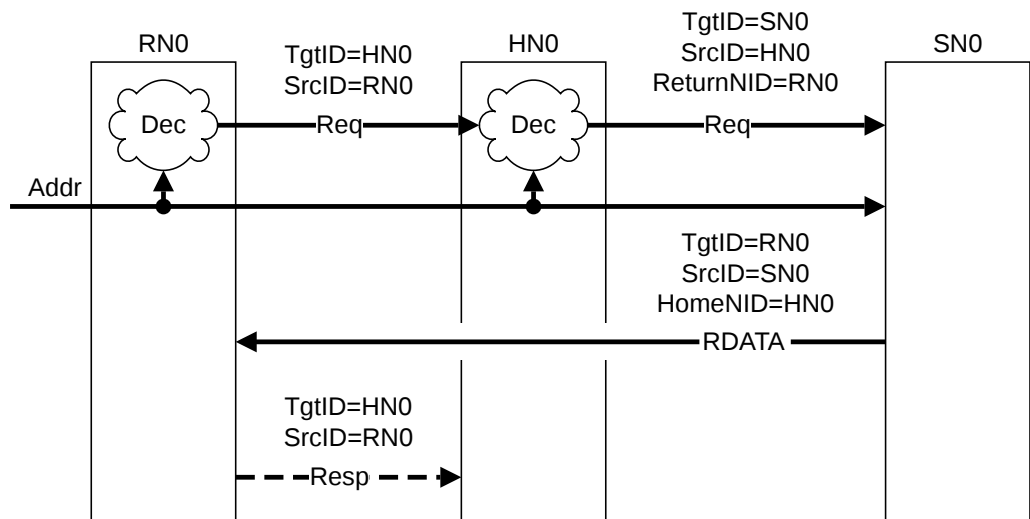 RN0
HN0
SN0
TgtID=HN0
SrcID=RN0
Req
TgtID=SN0
SrcID=HN0
ReturnNID=RN0
Req
Dec
Dec
Addr
TgtID=RN0
SrcID=SN0
HomeNID=HN0
RDATA
TgtID=HN0
SrcID=RN0
Resp